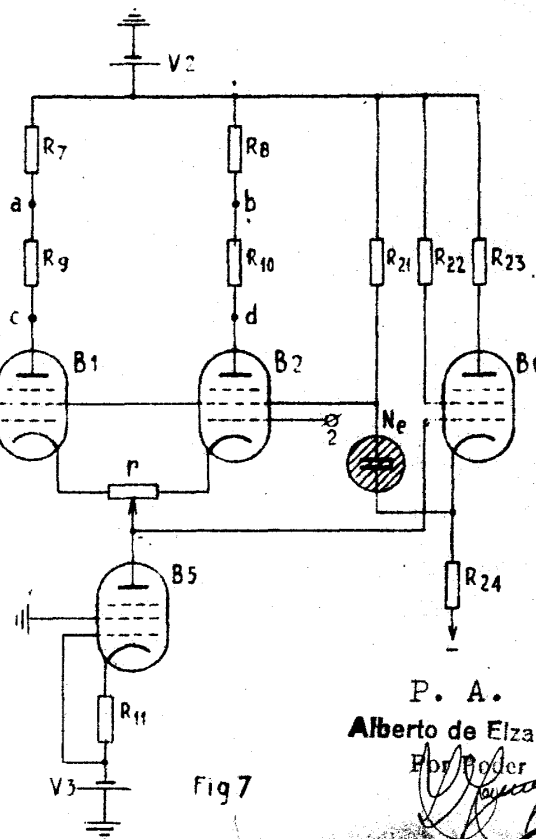 V2
R7
R8
a
b
R9
R10
R21
R22
R23
c
d
B1
B2
Ne
2
r
B5
R24
R11
V3
Fig 7
P. A.
Alberto de Elza
Por Poder